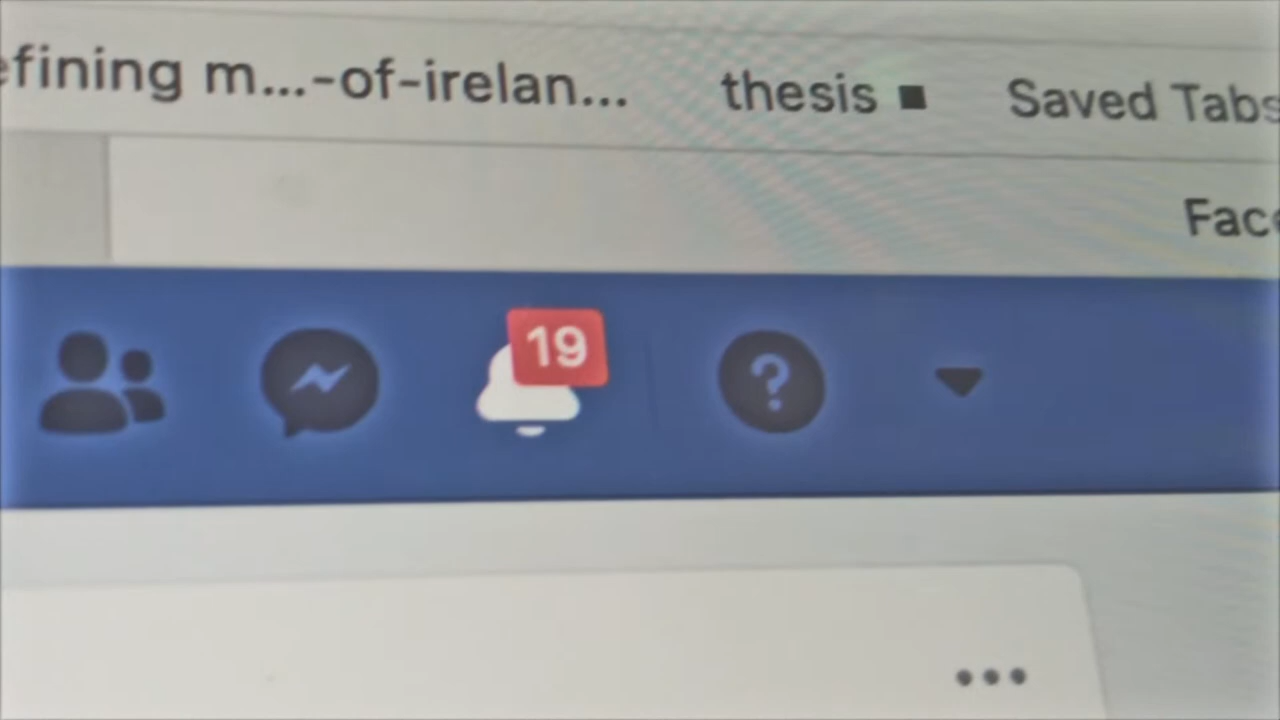 efining m...-of-irelan... thesis ■ Saved Tabs
Face
19
?